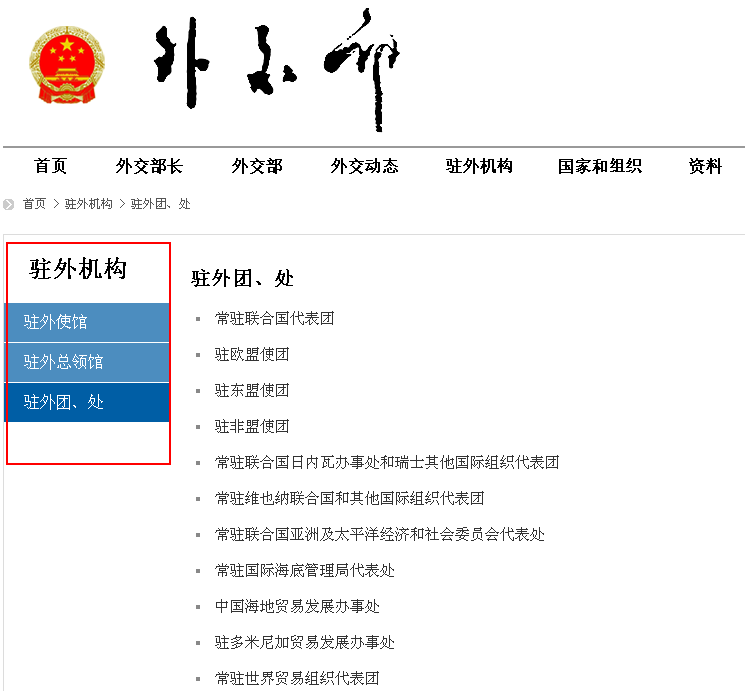 外交部
首页 外交部长 外交部 外交动态 驻外机构 国家和组织 资料
首页 > 驻外机构 > 驻外团、处
驻外机构
驻外使馆
驻外总领馆
驻外团、处
驻外团、处
常驻联合国代表团
驻欧盟使团
驻东盟使团
驻非盟使团
常驻联合国日内瓦办事处和瑞士其他国际组织代表团
常驻维也纳联合国和其他国际组织代表团
常驻联合国亚洲及太平洋经济和社会委员会代表处
常驻国际海底管理局代表处
中国海地贸易发展办事处
驻多米尼加贸易发展办事处
常驻世界贸易组织代表团